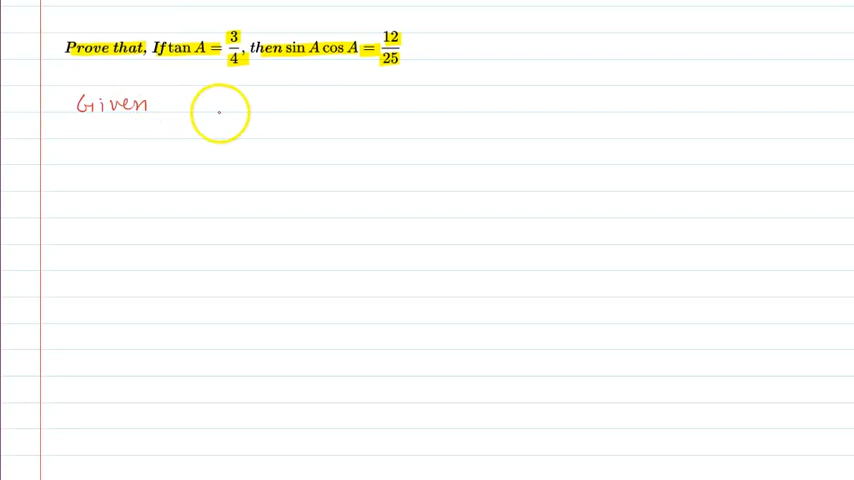 Prove that, If tan A = 3/4, then sin A cos A = 12/25
Given